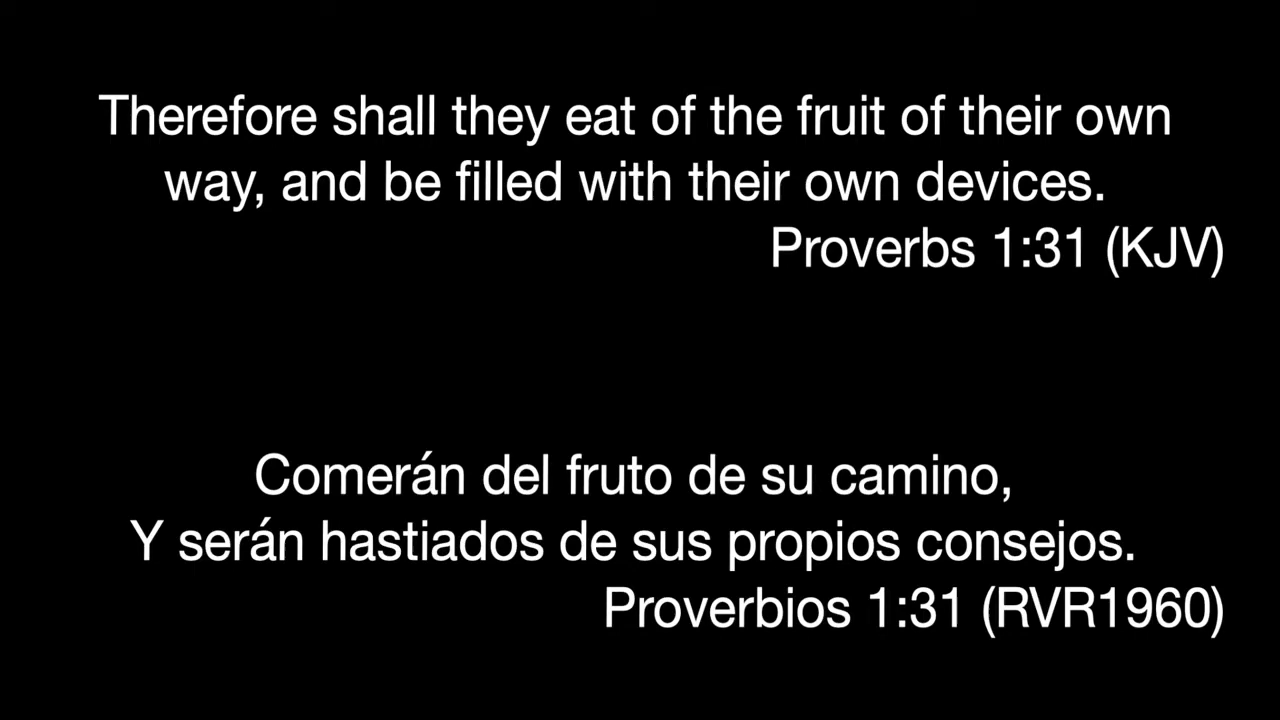 Therefore shall they eat of the fruit of their own
way, and be filled with their own devices.
Proverbs 1:31 (KJV)
Comerán del fruto de su camino,
Y serán hastiados de sus propios consejos.
Proverbios 1:31 (RVR1960)